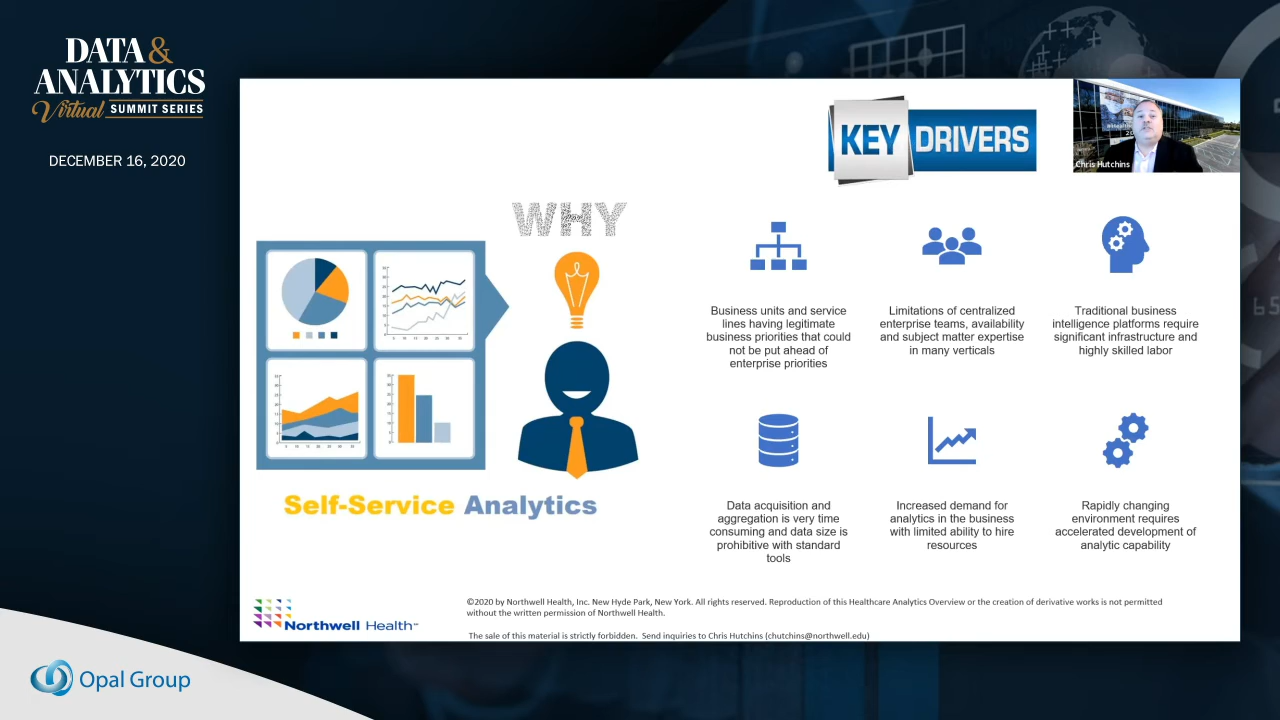 DATA &
ANALYTICS
Virtual SUMMIT SERIES
DECEMBER 16, 2020
KEY DRIVERS
Chris Hutchins
WHY
Self-Service Analytics
Business units and service
lines having legitimate
business priorities that could
not be put ahead of
enterprise priorities
Limitations of centralized
enterprise teams, availability
and subject matter expertise
in many verticals
Traditional business
intelligence platforms require
significant infrastructure and
highly skilled labor
Data acquisition and
aggregation is very time
consuming and data size is
prohibitive with standard
tools
Increased demand for
analytics in the business
with limited ability to hire
resources
Rapidly changing
environment requires
accelerated development of
analytic capability
Northwell Health℠
©2020 by Northwell Health, Inc. New Hyde Park, New York. All rights reserved. Reproduction of this Healthcare Analytics Overview or the creation of derivative works is not permitted
without the written permission of Northwell Health.
The sale of this material is strictly forbidden. Send inquiries to Chris Hutchins (chutchins@northwell.edu)
Opal Group